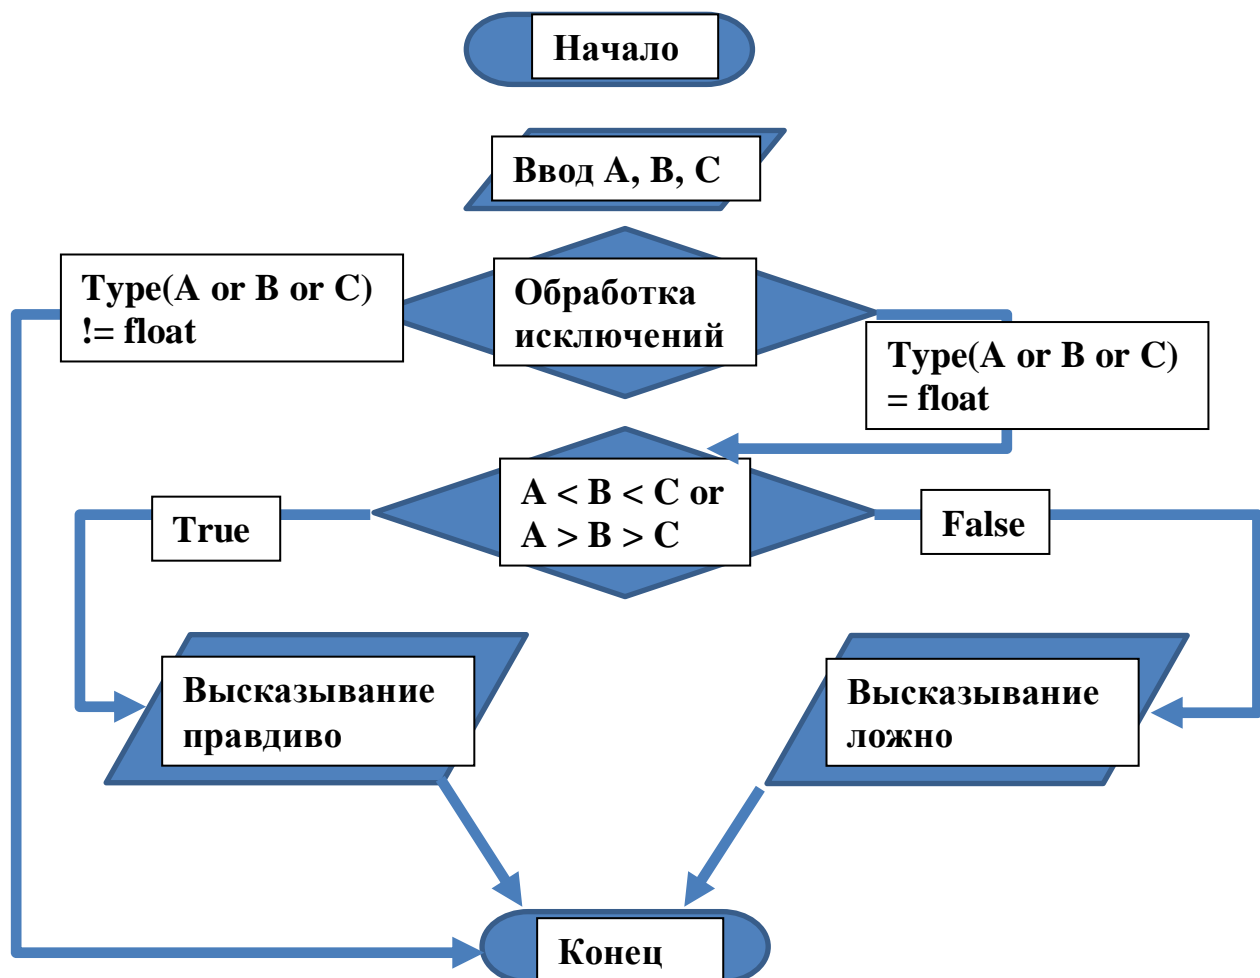 Начало
Ввод A, B, C
Type(A or B or C)
!= float
Обработка
исключений
Type(A or B or C)
= float
A < B < C or
A > B > C
True
False
Высказывание
правдиво
Высказывание
ложно
Конец